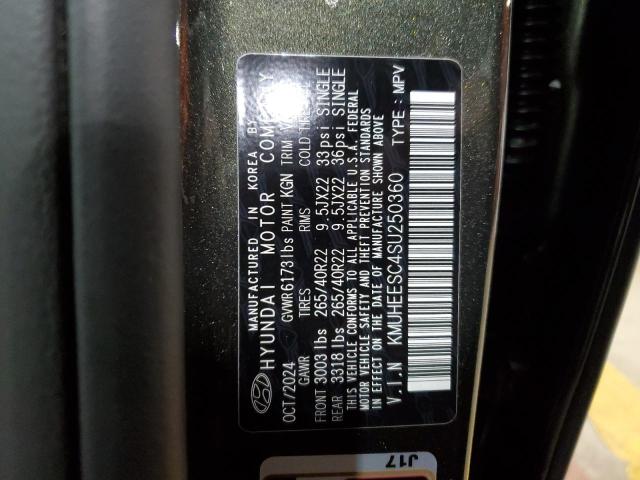 MANUFACTURED IN KOREA B
HYUNDAI MOTOR COMPANY
OCT/2024 GVWR 6173lbs PAINT KGN TRIM
GAWR TIRES RIMS COLD
FRONT 3003 lbs 265/40R22 9.5JX22 33psi SINGLE
REAR 3318 lbs 265/40R22 9.5JX22 36psi SINGLE
THIS VEHICLE CONFORMS TO ALL APPLICABLE U.S.A. FEDERAL
MOTOR VEHICLE SAFETY AND THEFT PREVENTION STANDARDS
IN EFFECT ON THE DATE OF MANUFACTURE SHOWN ABOVE
V.I.N KMUHEESC4SU250360 TYPE : MPV
J17